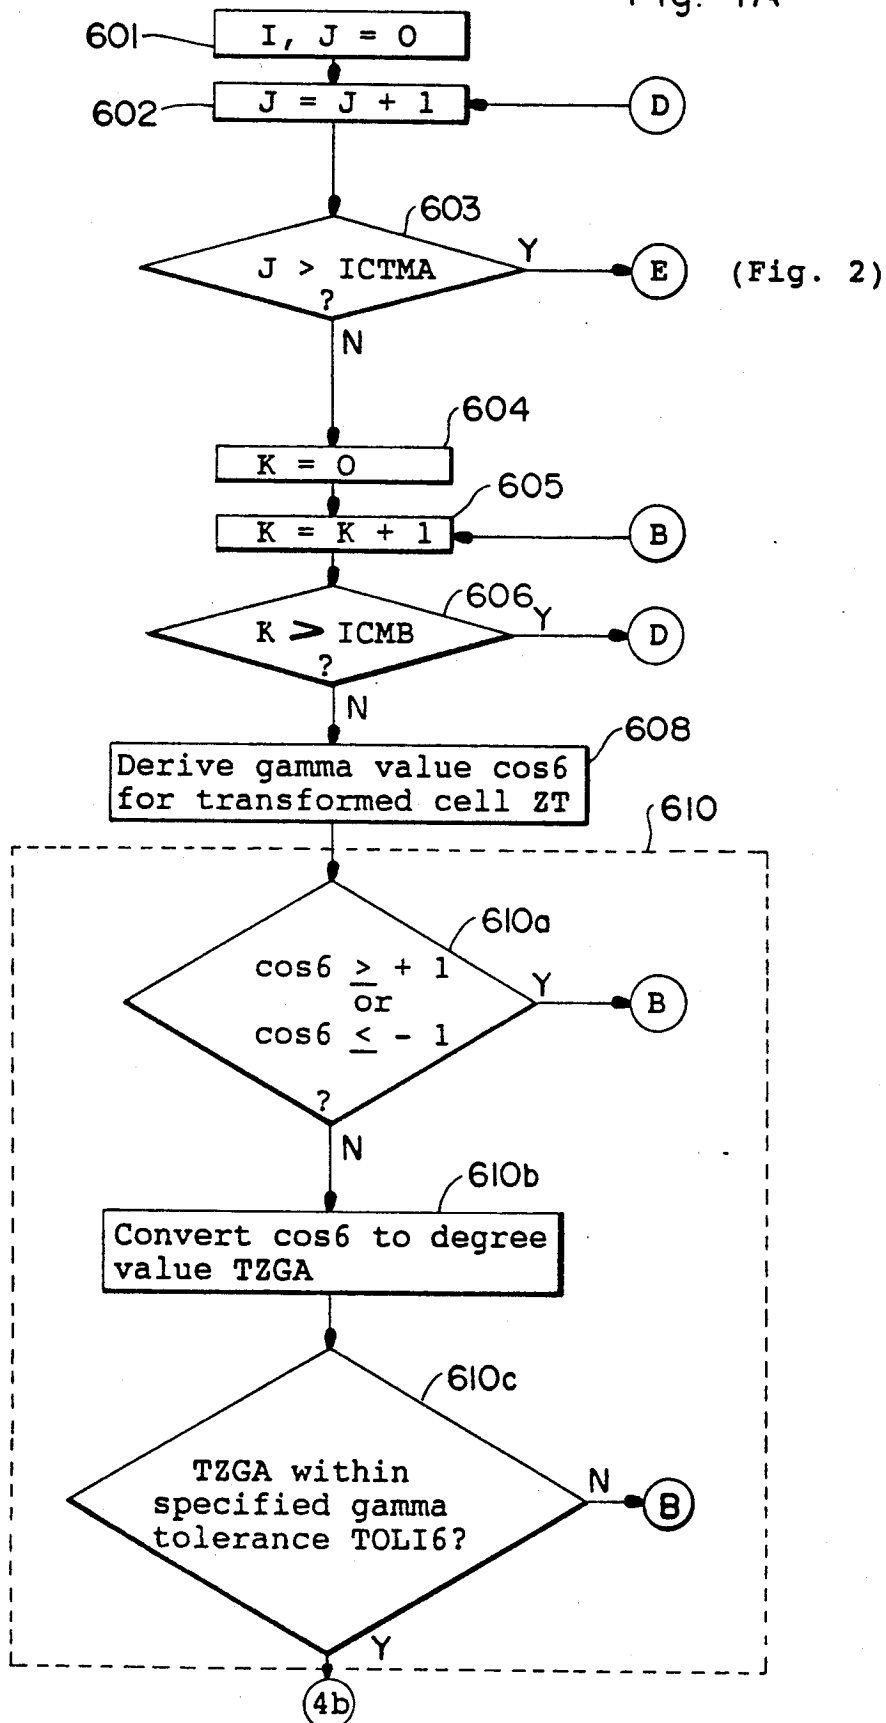 601
I, J = 0
602
J = J + 1
D
603
J > ICTMA
?
Y
E
(Fig. 2)
N
604
K = 0
605
K = K + 1
B
606
K > ICMB
?
Y
D
N
608
Derive gamma value cos6
for transformed cell ZT
610
610a
cos6 ≥ + 1
or
cos6 ≤ - 1
?
Y
B
N
610b
Convert cos6 to degree
value TZGA
610c
TZGA within
specified gamma
tolerance TOLI6?
N
B
Y
4b